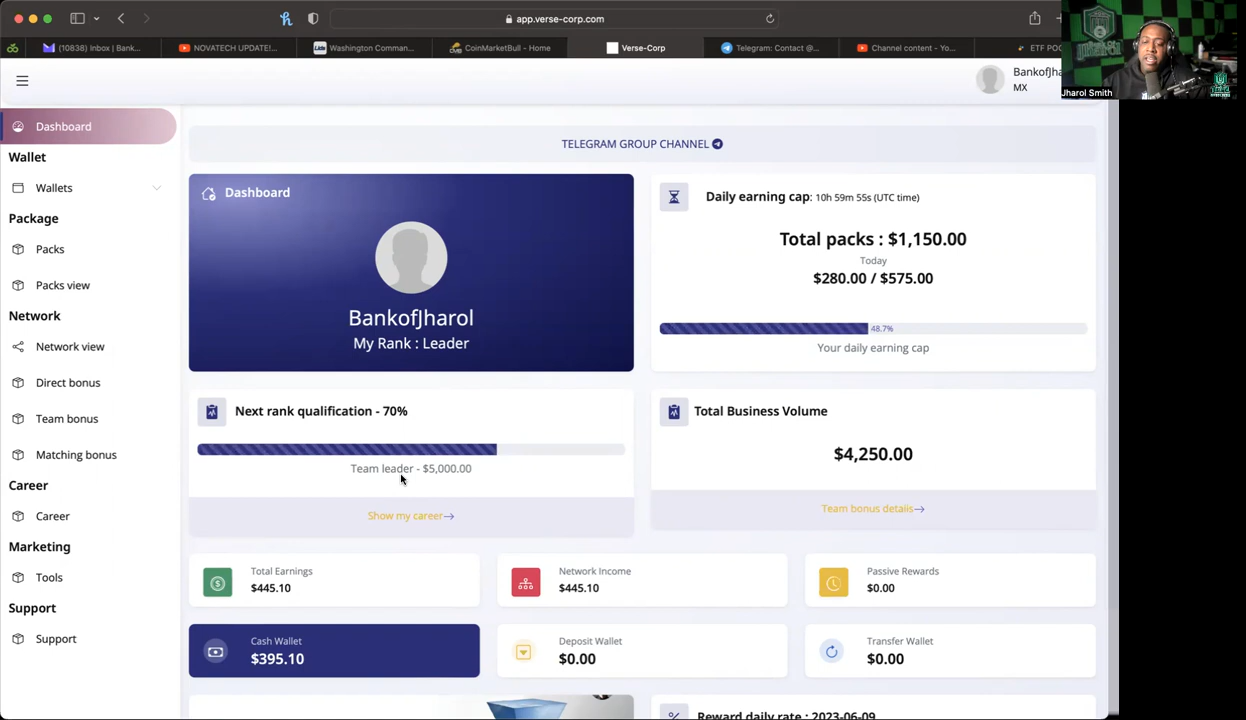 app.verse-corp.com
(10838) Inbox | Bank...
NOVATECH UPDATE!...
Washington Comman...
CoinMarketBull - Home
Verse-Corp
Telegram: Contact @...
Channel content - Yo...
ETF POO
BankofJha
MX
Jharol Smith
Dashboard
Wallet
Wallets
Package
Packs
Packs view
Network
Network view
Direct bonus
Team bonus
Matching bonus
Career
Career
Marketing
Tools
Support
Support
TELEGRAM GROUP CHANNEL
Dashboard
BankofJharol
My Rank : Leader
Daily earning cap: 10h 59m 55s (UTC time)
Total packs : $1,150.00
Today
$280.00 / $575.00
48.7%
Your daily earning cap
Next rank qualification - 70%
Team leader - $5,000.00
Show my career
Total Business Volume
$4,250.00
Team bonus details
Total Earnings
$445.10
Network Income
$445.10
Passive Rewards
$0.00
Cash Wallet
$395.10
Deposit Wallet
$0.00
Transfer Wallet
$0.00
Reward daily rate : 2023-06-09